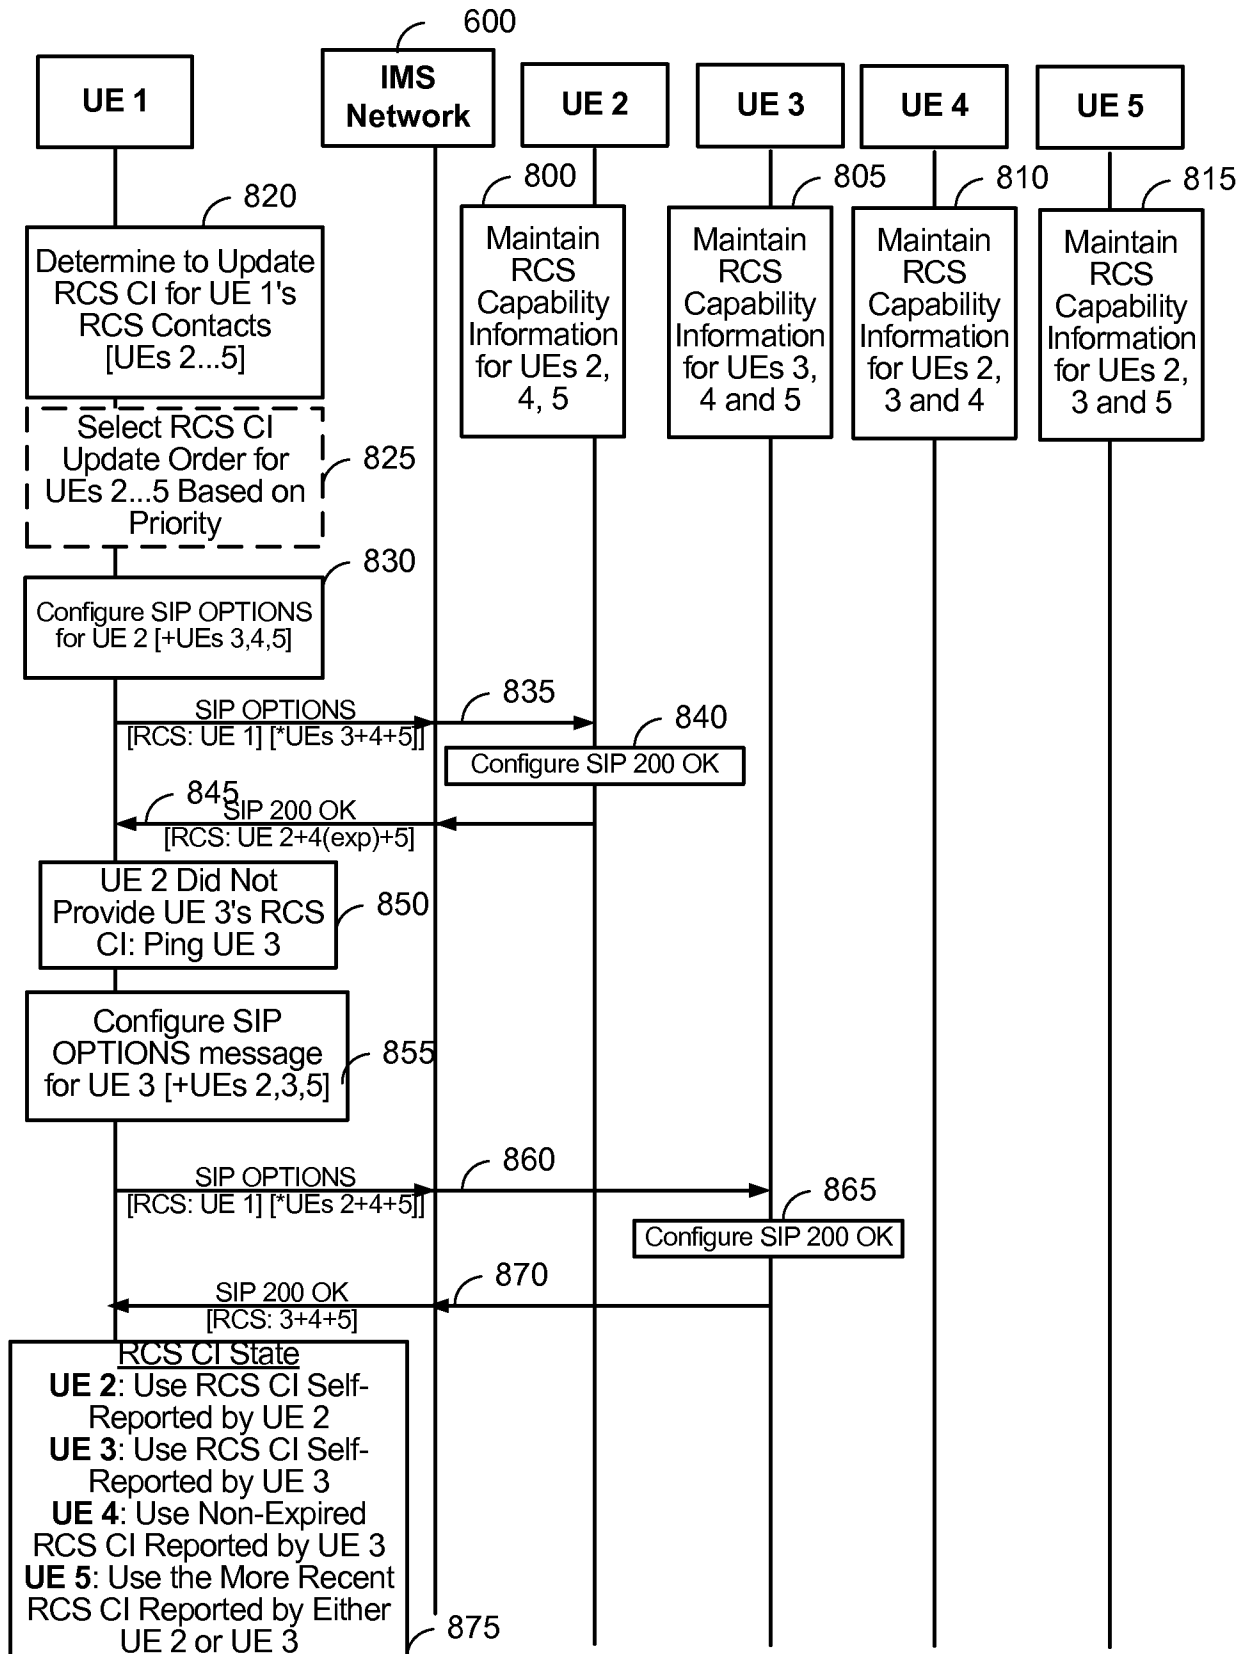 600
UE 1
IMS
Network
UE 2
UE 3
UE 4
UE 5
800
805
810
815
820
Maintain
RCS
Capability
Information
for UEs 2,
4, 5
Maintain
RCS
Capability
Information
for UEs 3,
4 and 5
Maintain
RCS
Capability
Information
for UEs 2,
3 and 4
Maintain
RCS
Capability
Information
for UEs 2,
3 and 5
Determine to Update
RCS CI for UE 1's
RCS Contacts
[UEs 2...5]
Select RCS CI
Update Order for
UEs 2...5 Based on
Priority
825
830
Configure SIP OPTIONS
for UE 2 [+UEs 3,4,5]
835
SIP OPTIONS
[RCS: UE 1] [*UEs 3+4+5]]
840
Configure SIP 200 OK
845
SIP 200 OK
[RCS: UE 2+4(exp)+5]
UE 2 Did Not
Provide UE 3's RCS
CI: Ping UE 3
850
Configure SIP
OPTIONS message
for UE 3 [+UEs 2,3,5]
855
860
SIP OPTIONS
[RCS: UE 1] [*UEs 2+4+5]]
865
Configure SIP 200 OK
870
SIP 200 OK
[RCS: 3+4+5]
RCS CI State
UE 2: Use RCS CI Self-
Reported by UE 2
UE 3: Use RCS CI Self-
Reported by UE 3
UE 4: Use Non-Expired
RCS CI Reported by UE 3
UE 5: Use the More Recent
RCS CI Reported by Either
UE 2 or UE 3
875